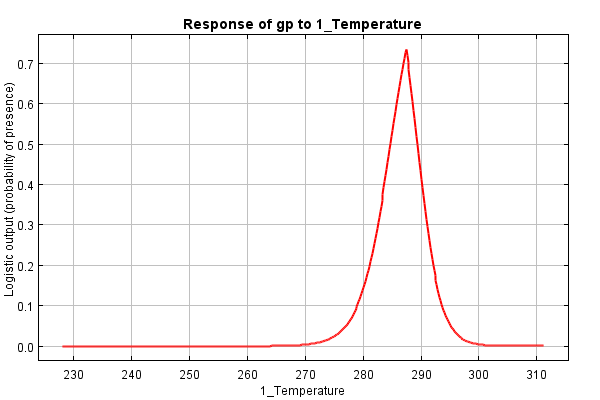 Response of gp to 1_Temperature
Logistic output (probability of presence)
0.7
0.6
0.5
0.4
0.3
0.2
0.1
0.0
230 240 250 260 270 280 290 300 310
1_Temperature